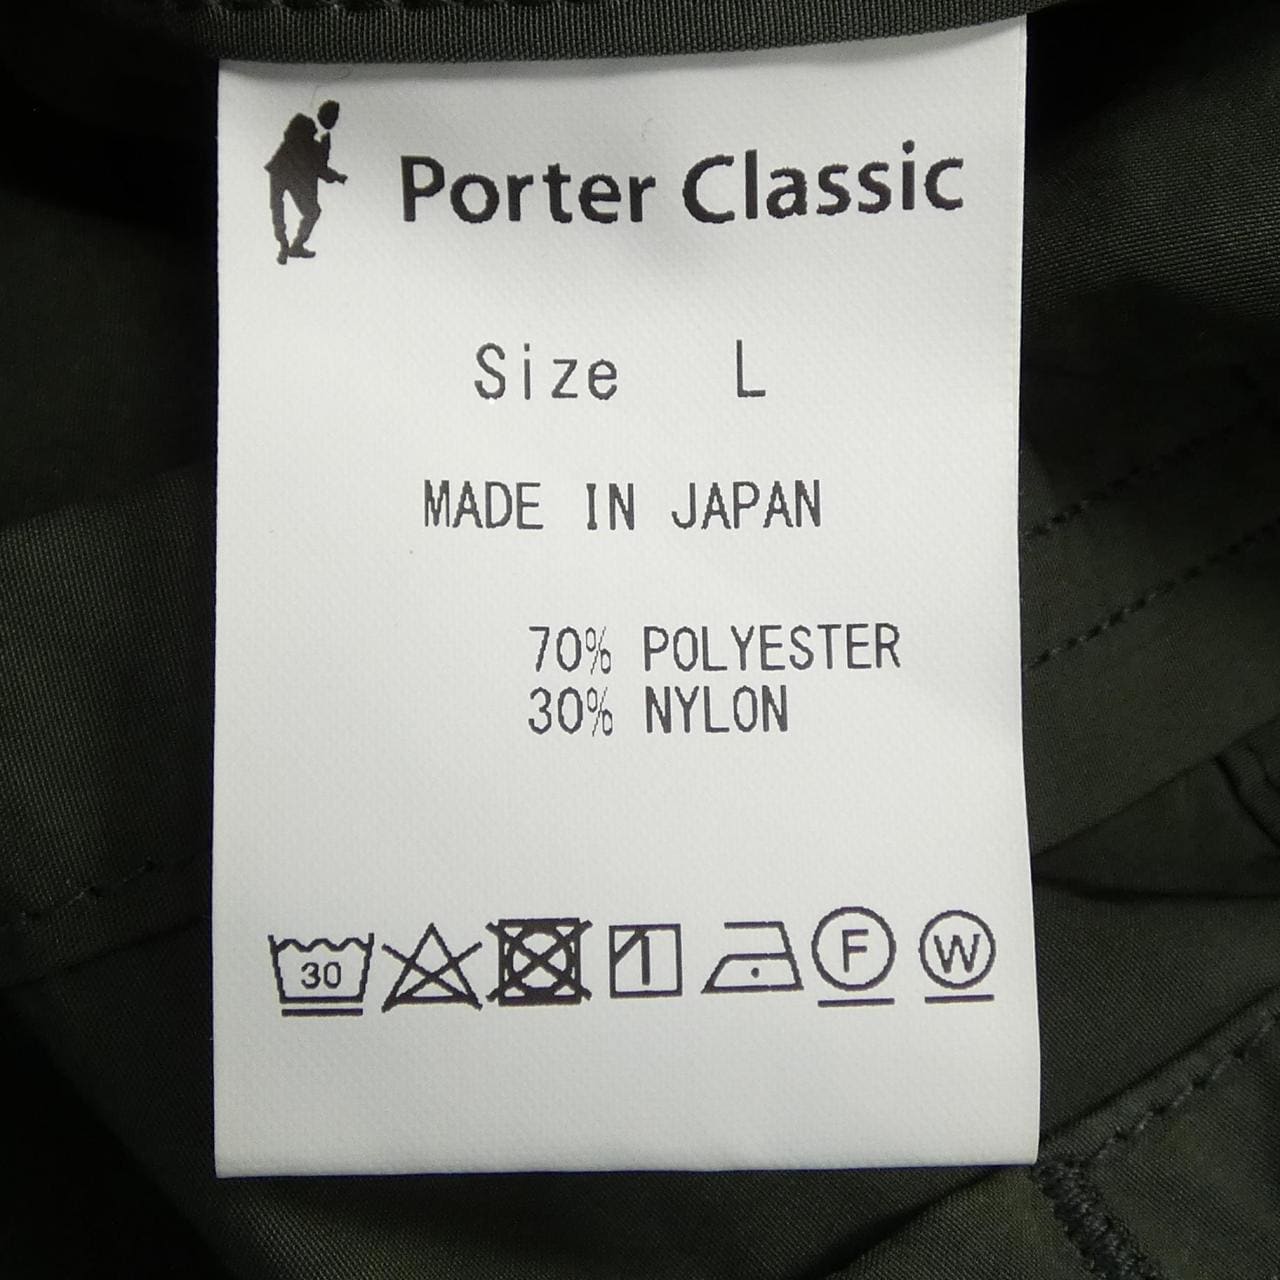 Porter Classic
Size L
MADE IN JAPAN
70% POLYESTER
30% NYLON
30 F W